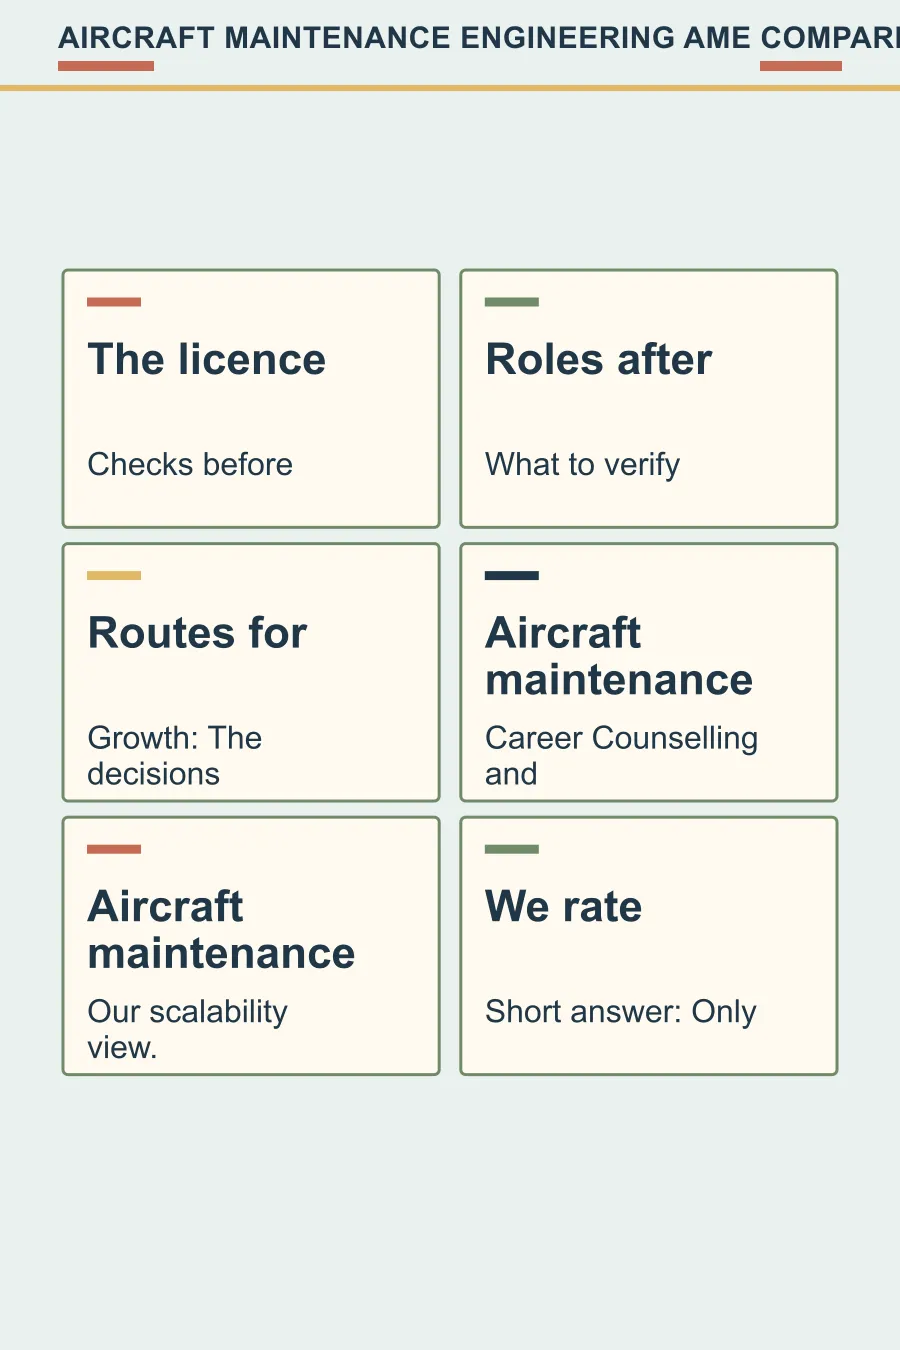 AIRCRAFT MAINTENANCE ENGINEERING AME COMPAR
The licence
Checks before
Roles after
What to verify
Routes for
Growth: The
decisions
Aircraft
maintenance
Career Counselling
and
Aircraft
maintenance
Our scalability
view.
We rate
Short answer: Only